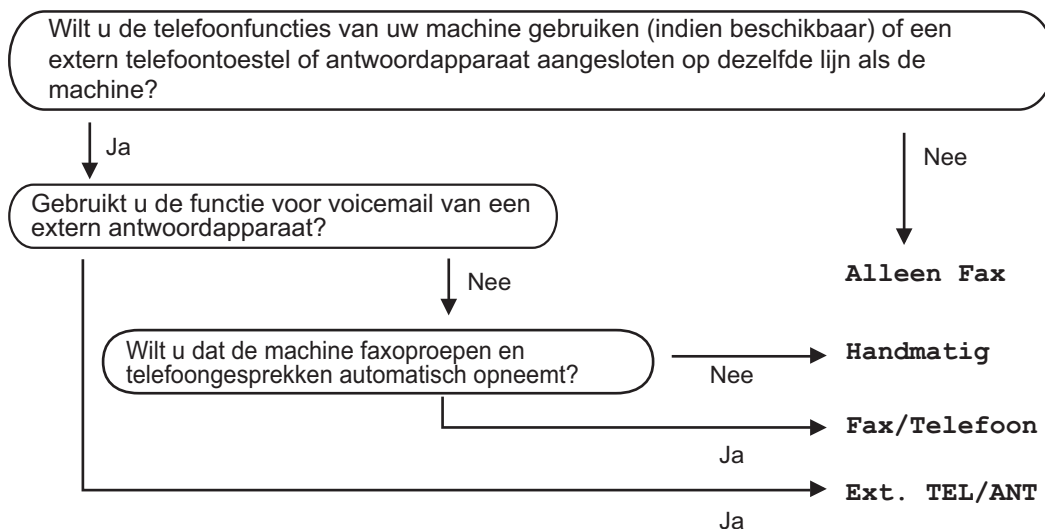 Wilt u de telefoonfuncties van uw machine gebruiken (indien beschikbaar) of een
extern telefoontoestel of antwoordapparaat aangesloten op dezelfde lijn als de
machine?
Ja
Nee
Gebruikt u de functie voor voicemail van een
extern antwoordapparaat?
Nee
Alleen Fax
Wilt u dat de machine faxoproepen en
telefoongesprekken automatisch opneemt?
Nee
Handmatig
Ja
Fax/Telefoon
Ja
Ext. TEL/ANT